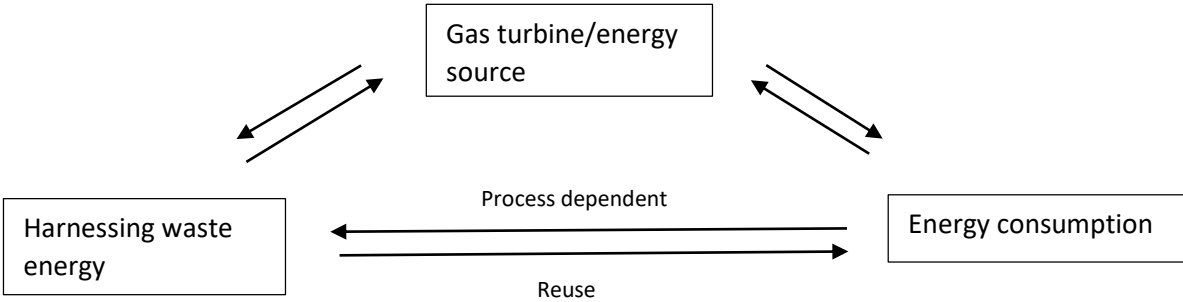 Gas turbine/energy
source
Process dependent
Harnessing waste
energy
Energy consumption
Reuse